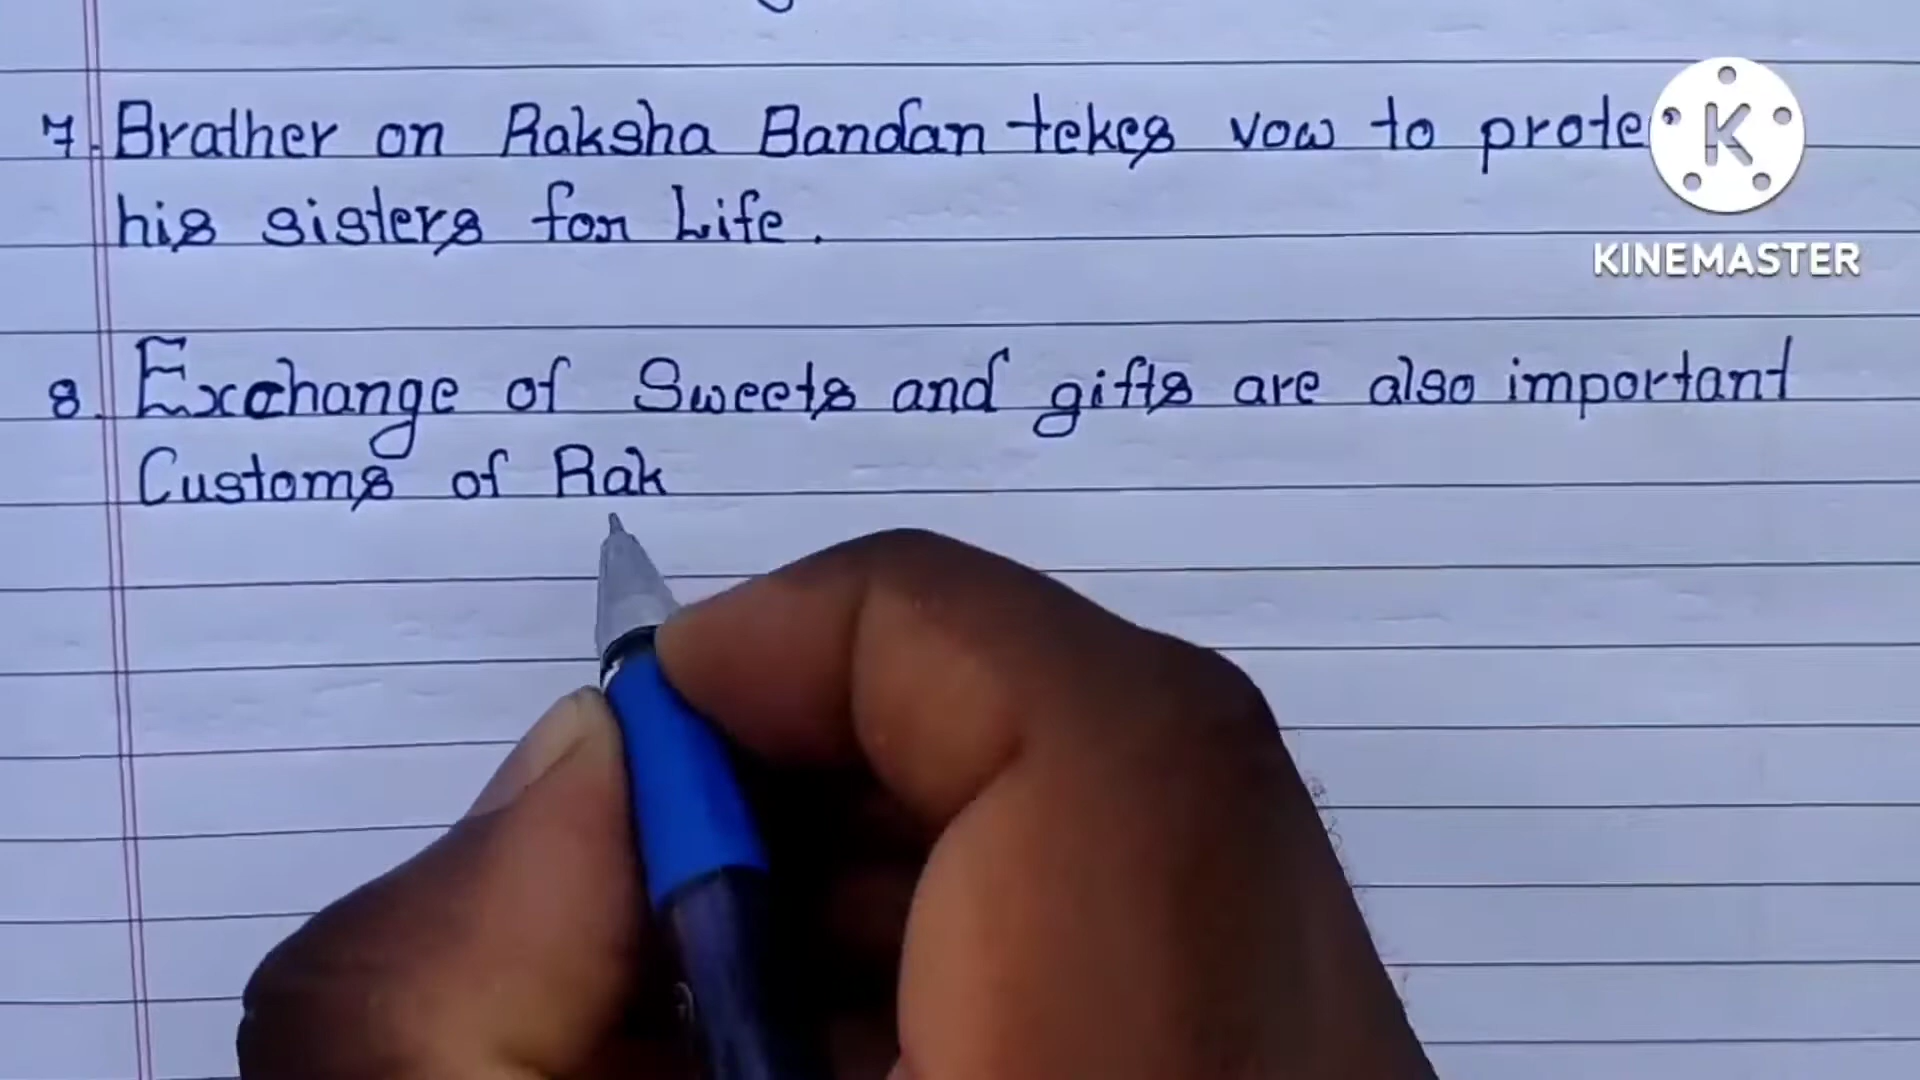 7. Brather on Raksha Bandan tekes vow to prote
his sisters for Life.
8. Exchange of Sweets and gifts are also important
Customs of Rak
K
KINEMASTER